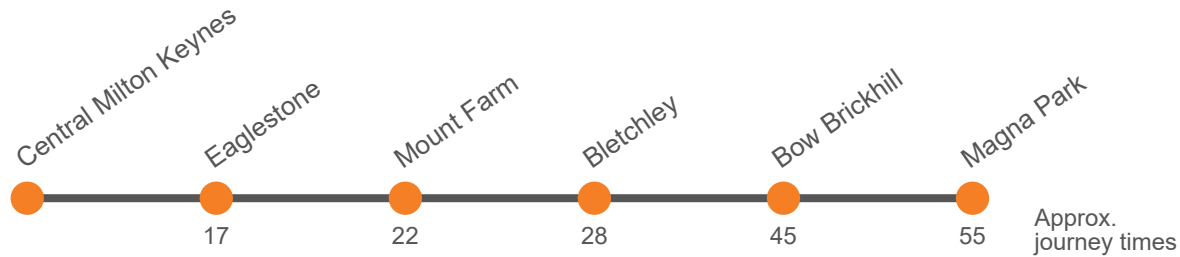 Central Milton Keynes
Eaglestone
Mount Farm
Bletchley
Bow Brickhill
Magna Park
17
22
28
45
55
Approx.
journey times